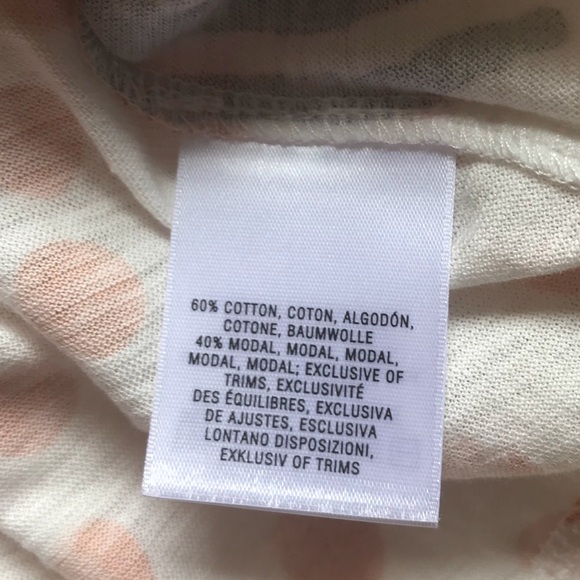 60% COTTON, COTON, ALGODÓN,
COTONE, BAUMWOLLE
40% MODAL, MODAL, MODAL,
MODAL, MODAL; EXCLUSIVE OF
TRIMS, EXCLUSIVITÉ
DES ÉQUILIBRES, EXCLUSIVA
DE AJUSTES, ESCLUSIVA
LONTANO DISPOSIZIONI,
EXKLUSIV OF TRIMS